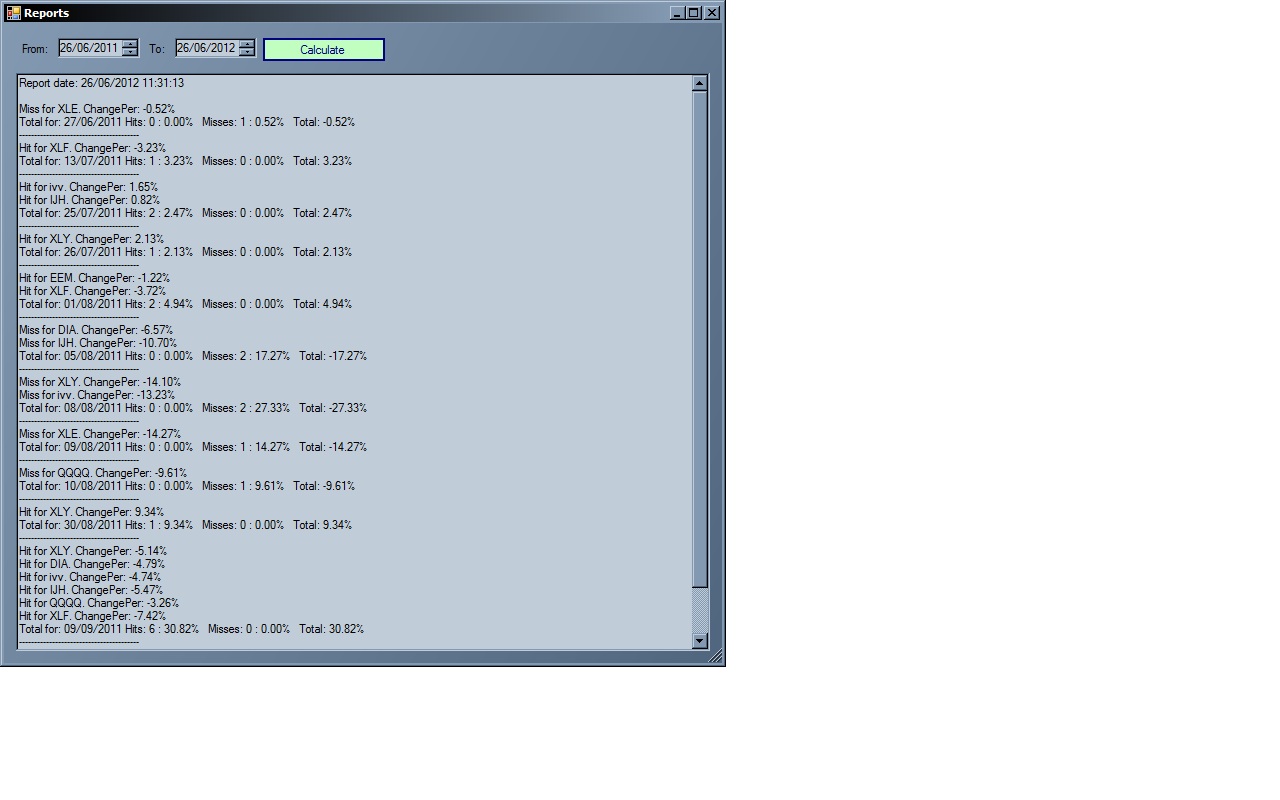 Reports
From: 26/06/2011 To: 26/06/2012 Calculate
Report date: 26/06/2012 11:31:13
Miss for XLE. ChangePer: -0.52%
Total for: 27/06/2011 Hits: 0 : 0.00% Misses: 1 : 0.52% Total: -0.52%
----------------------------------------
Hit for XLF. ChangePer: -3.23%
Total for: 13/07/2011 Hits: 1 : 3.23% Misses: 0 : 0.00% Total: 3.23%
----------------------------------------
Hit for ivv. ChangePer: 1.65%
Hit for IJH. ChangePer: 0.82%
Total for: 25/07/2011 Hits: 2 : 2.47% Misses: 0 : 0.00% Total: 2.47%
----------------------------------------
Hit for XLY. ChangePer: 2.13%
Total for: 26/07/2011 Hits: 1 : 2.13% Misses: 0 : 0.00% Total: 2.13%
----------------------------------------
Hit for EEM. ChangePer: -1.22%
Hit for XLF. ChangePer: -3.72%
Total for: 01/08/2011 Hits: 2 : 4.94% Misses: 0 : 0.00% Total: 4.94%
----------------------------------------
Miss for DIA. ChangePer: -6.57%
Miss for IJH. ChangePer: -10.70%
Total for: 05/08/2011 Hits: 0 : 0.00% Misses: 2 : 17.27% Total: -17.27%
----------------------------------------
Miss for XLY. ChangePer: -14.10%
Miss for ivv. ChangePer: -13.23%
Total for: 08/08/2011 Hits: 0 : 0.00% Misses: 2 : 27.33% Total: -27.33%
----------------------------------------
Miss for XLE. ChangePer: -14.27%
Total for: 09/08/2011 Hits: 0 : 0.00% Misses: 1 : 14.27% Total: -14.27%
----------------------------------------
Miss for QQQQ. ChangePer: -9.61%
Total for: 10/08/2011 Hits: 0 : 0.00% Misses: 1 : 9.61% Total: -9.61%
----------------------------------------
Hit for XLY. ChangePer: 9.34%
Total for: 30/08/2011 Hits: 1 : 9.34% Misses: 0 : 0.00% Total: 9.34%
----------------------------------------
Hit for XLY. ChangePer: -5.14%
Hit for DIA. ChangePer: -4.79%
Hit for ivv. ChangePer: -4.74%
Hit for IJH. ChangePer: -5.47%
Hit for QQQQ. ChangePer: -3.26%
Hit for XLF. ChangePer: -7.42%
Total for: 09/09/2011 Hits: 6 : 30.82% Misses: 0 : 0.00% Total: 30.82%
----------------------------------------